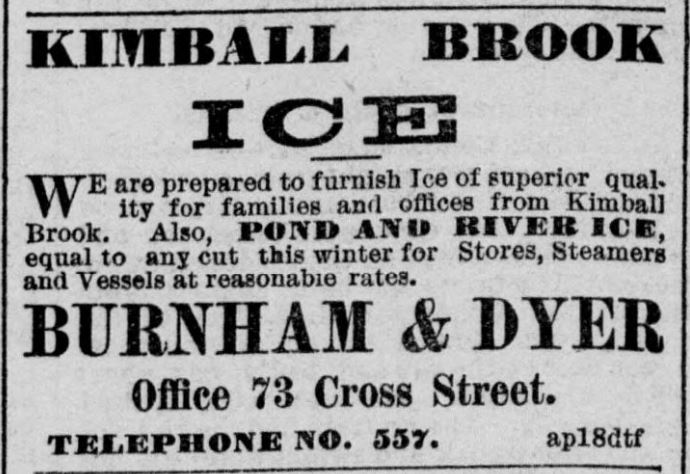 KIMBALL BROOK
ICE
WE are prepared to furnish Ice of superior qual-
ity for families and offices from Kimball
Brook. Also, POND AND RIVER ICE,
equal to any cut this winter for Stores, Steamers
and Vessels at reasonable rates.
BURNHAM & DYER
Office 73 Cross Street.
TELEPHONE NO. 557. ap18dtf